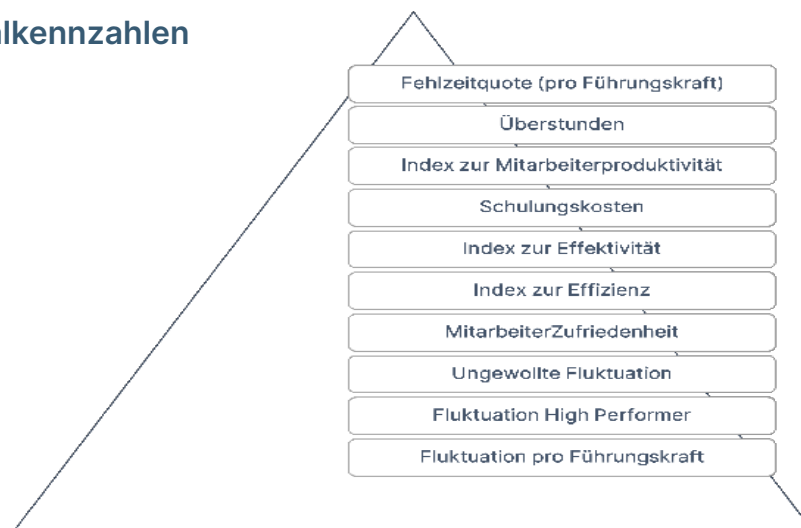 lkennzahlen
Fehlzeitquote (pro Führungskraft)
Überstunden
Index zur Mitarbeiterproduktivität
Schulungskosten
Index zur Effektivität
Index zur Effizienz
MitarbeiterZufriedenheit
Ungewollte Fluktuation
Fluktuation High Performer
Fluktuation pro Führungskraft